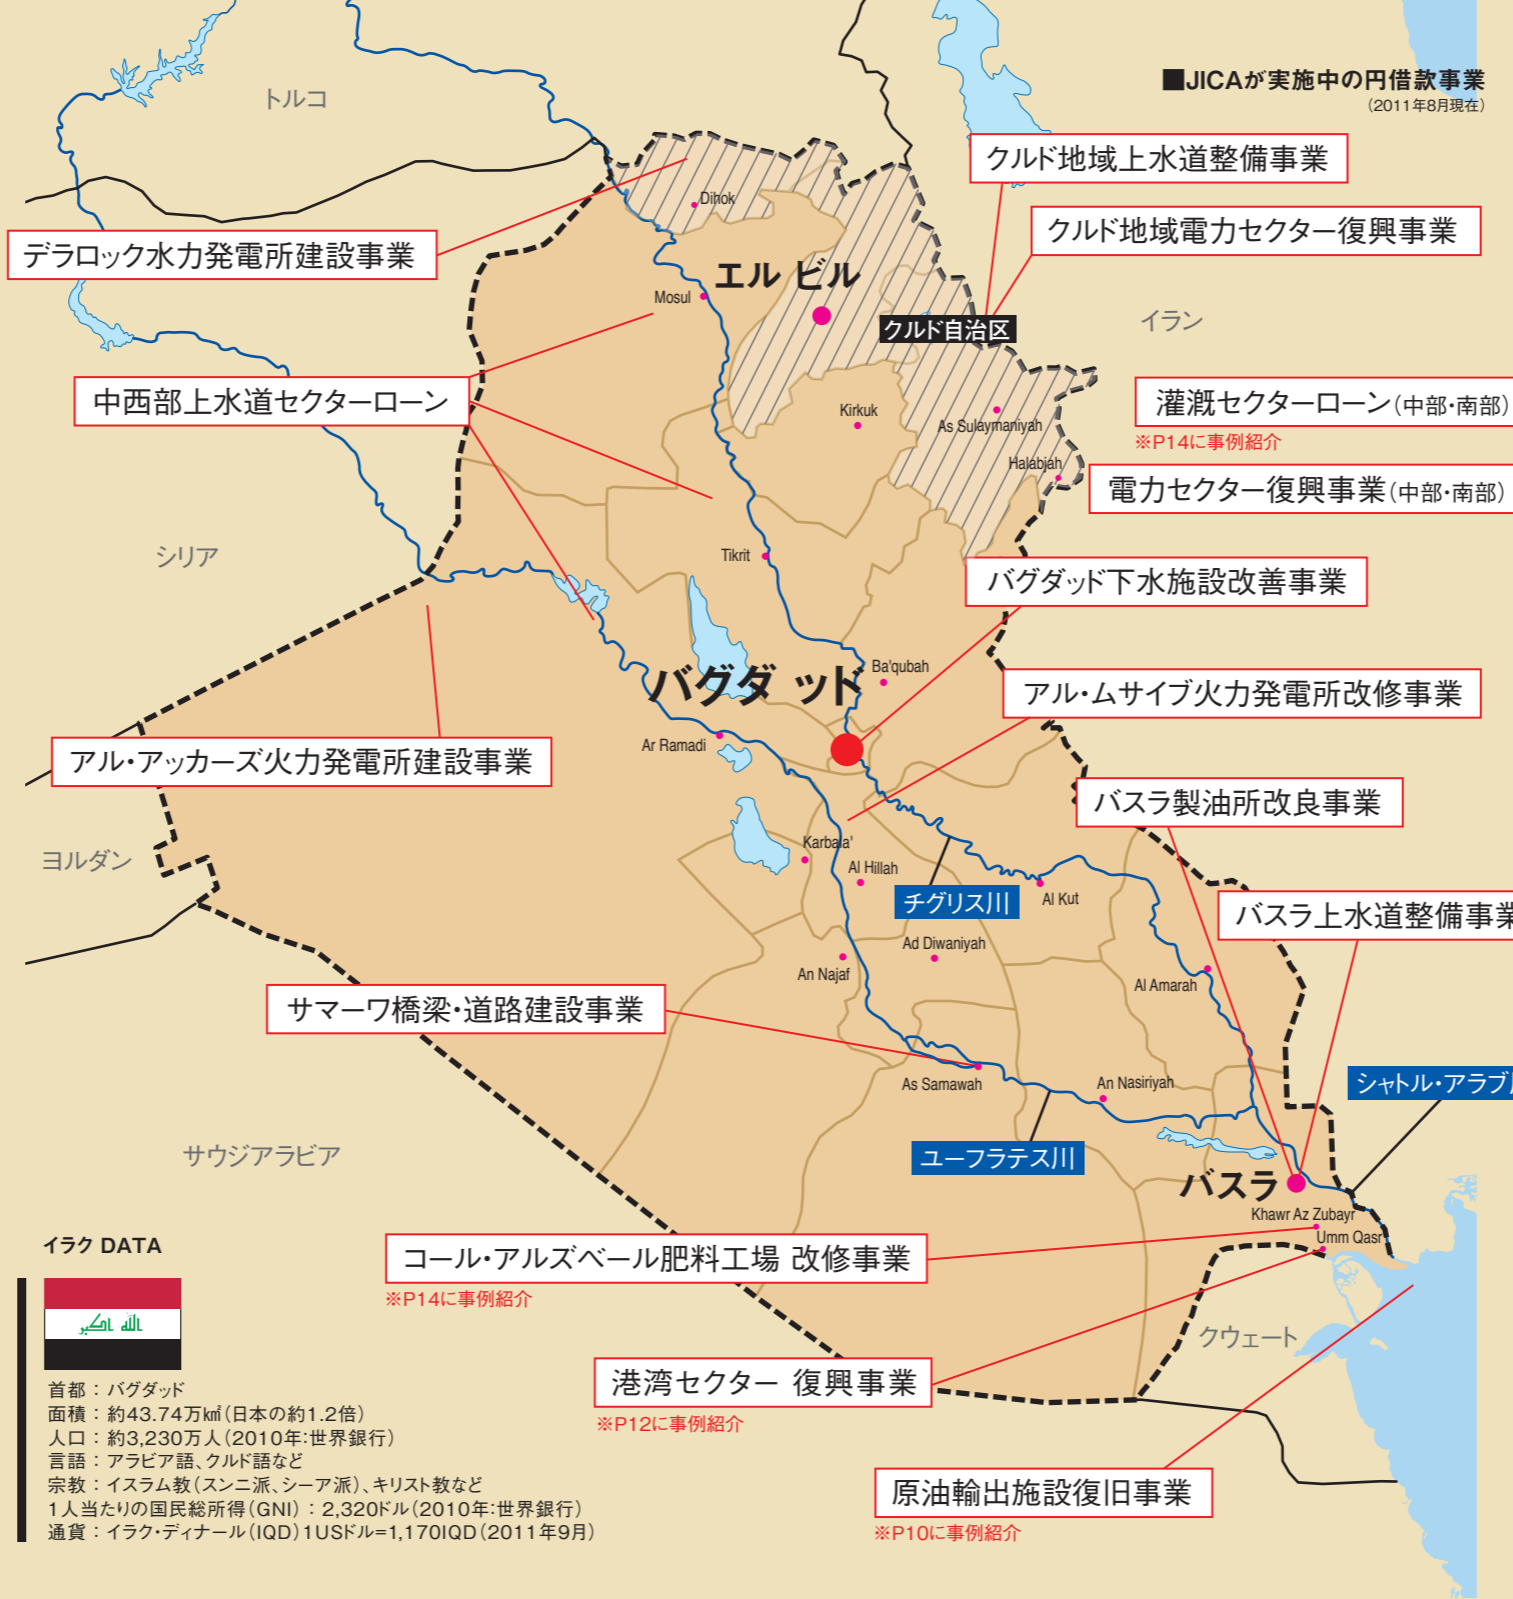 ■JICAが実施中の円借款事業
(2011年8月現在)
トルコ
クルド地域上水道整備事業
Dihok
クルド地域電力セクター復興事業
デラロック水力発電所建設事業
エル ビル
Mosul
クルド自治区
イラン
中西部上水道セクターローン
灌漑セクターローン(中部・南部)
※P14に事例紹介
Kirkuk
As Sulaymaniyah
Halabjah
電力セクター復興事業(中部・南部)
シリア
Tikrit
バグダッド下水施設改善事業
Ba'qubah
バグダ ッド
アル・ムサイブ火力発電所改修事業
Ar Ramadi
アル・アッカーズ火力発電所建設事業
バスラ製油所改良事業
ヨルダン
Karbala'
Al Hillah
チグリス川
Al Kut
バスラ上水道整備事業
Ad Diwaniyah
An Najaf
Al Amarah
サマーワ橋梁・道路建設事業
As Samawah
An Nasiriyah
シャトル・アラブ
サウジアラビア
ユーフラテス川
バスラ
Khawr Az Zubayr
Umm Qasr
コール・アルズベール肥料工場 改修事業
※P14に事例紹介
クウェート
港湾セクター 復興事業
※P12に事例紹介
原油輸出施設復旧事業
※P10に事例紹介
イラク DATA
الله اكبر
首都：バグダッド
面積：約43.74万㎢(日本の約1.2倍)
人口：約3,230万人(2010年:世界銀行)
言語：アラビア語、クルド語など
宗教：イスラム教(スンニ派、シーア派)、キリスト教など
1人当たりの国民総所得(GNI)：2,320ドル(2010年:世界銀行)
通貨：イラク・ディナール(IQD)1USドル=1,170IQD(2011年9月)